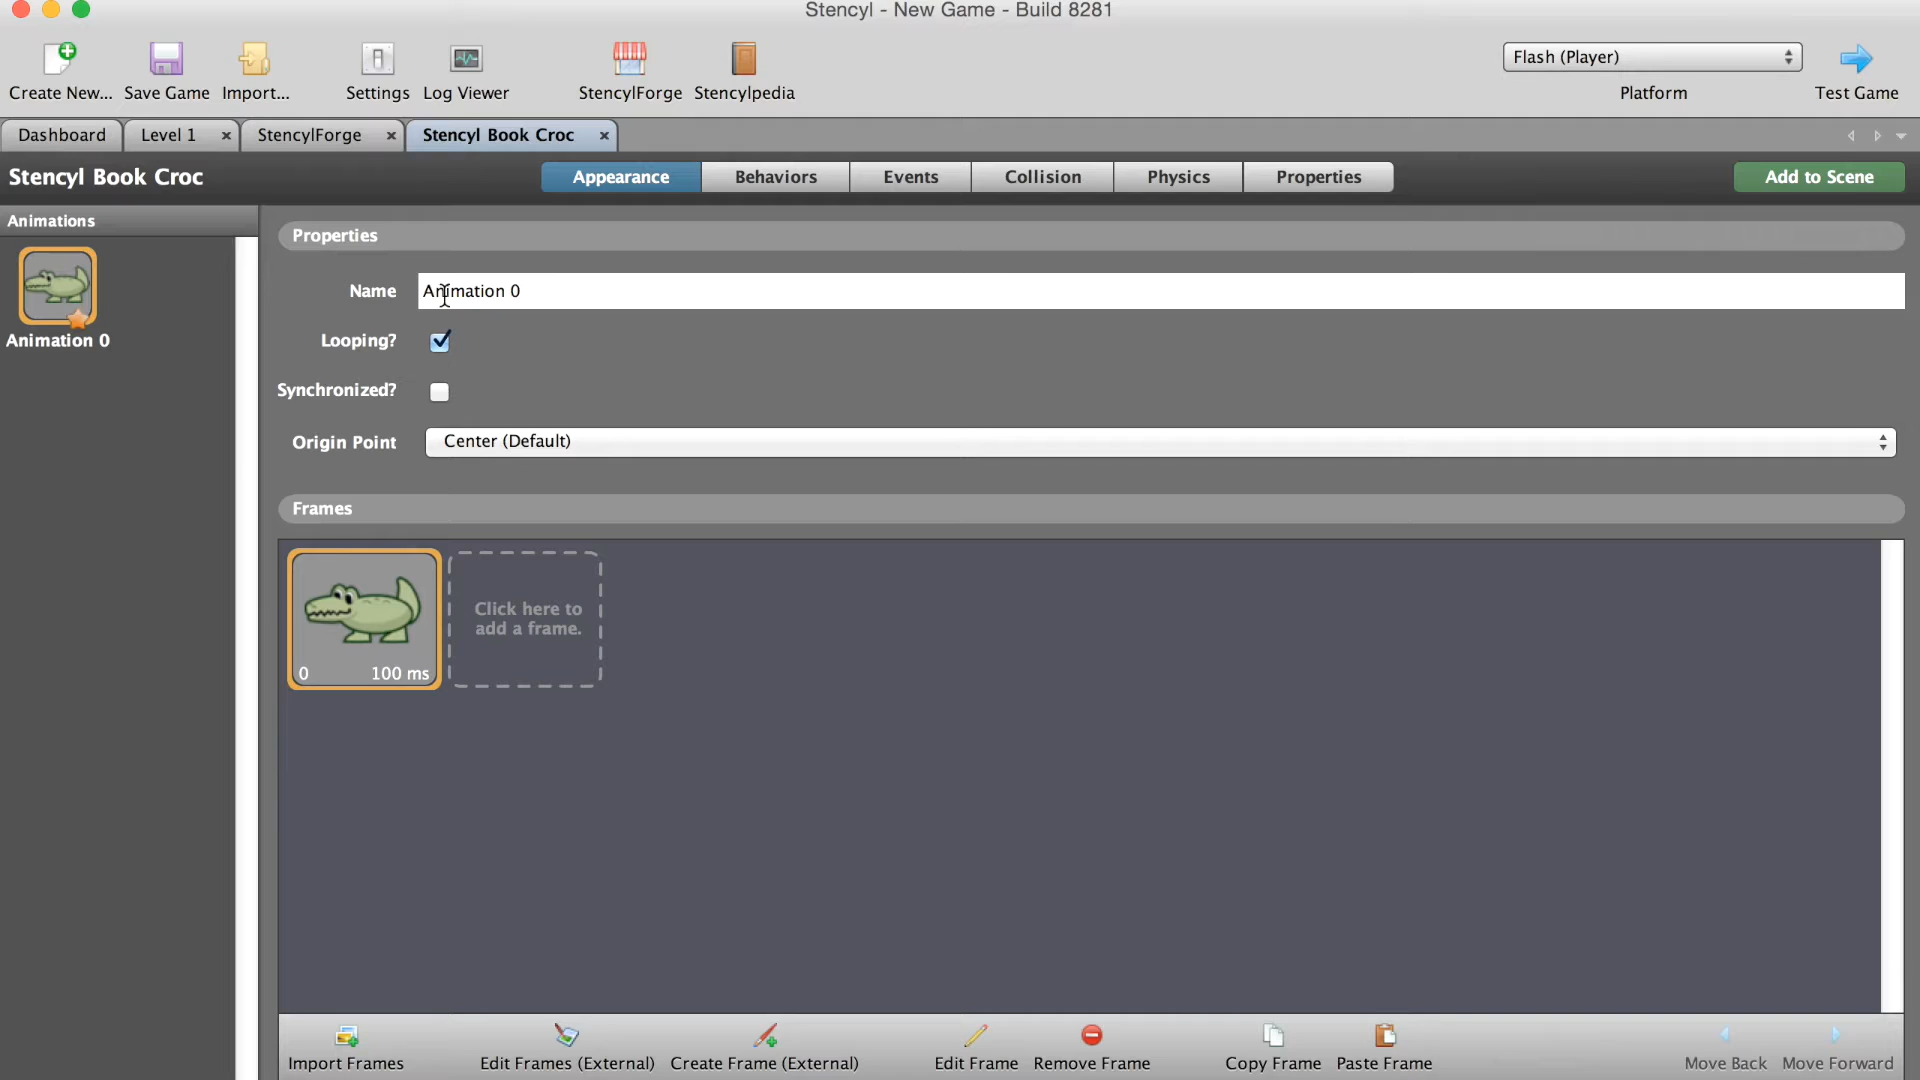 Stencyl - New Game - Build 8281
Create New...
Save Game
Import...
Settings
Log Viewer
StencylForge
Stencylpedia
Flash (Player)
Platform
Test Game
Dashboard
Level 1
StencylForge
Stencyl Book Croc
Stencyl Book Croc
Appearance
Behaviors
Events
Collision
Physics
Properties
Add to Scene
Animations
Animation 0
Properties
Name
Animation 0
Looping?
Synchronized?
Origin Point
Center (Default)
Frames
0
100 ms
Click here to
add a frame.
Import Frames
Edit Frames (External)
Create Frame (External)
Edit Frame
Remove Frame
Copy Frame
Paste Frame
Move Back
Move Forward